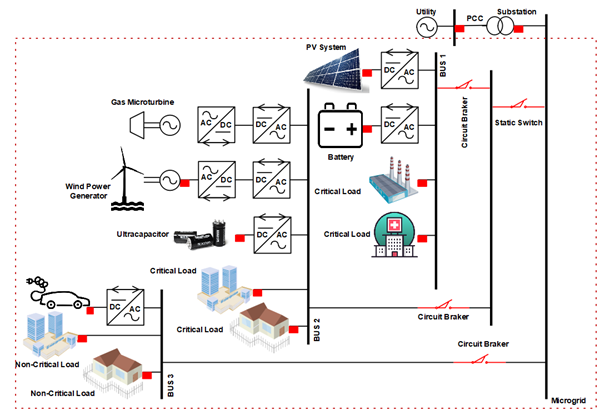 Utility
PCC
Substation
PV System
DC
AC
BUS 1
Gas Microturbine
AC
DC
DC
AC
Battery
DC
AC
Circuit Braker
Static Switch
Wind Power
Generator
AC
DC
DC
AC
Critical Load
Ultracapacitor
DC
AC
Critical Load
Critical Load
DC
AC
Critical Load
BUS 2
Circuit Braker
Non-Critical Load
Circuit Braker
Non-Critical Load
BUS 3
Microgrid